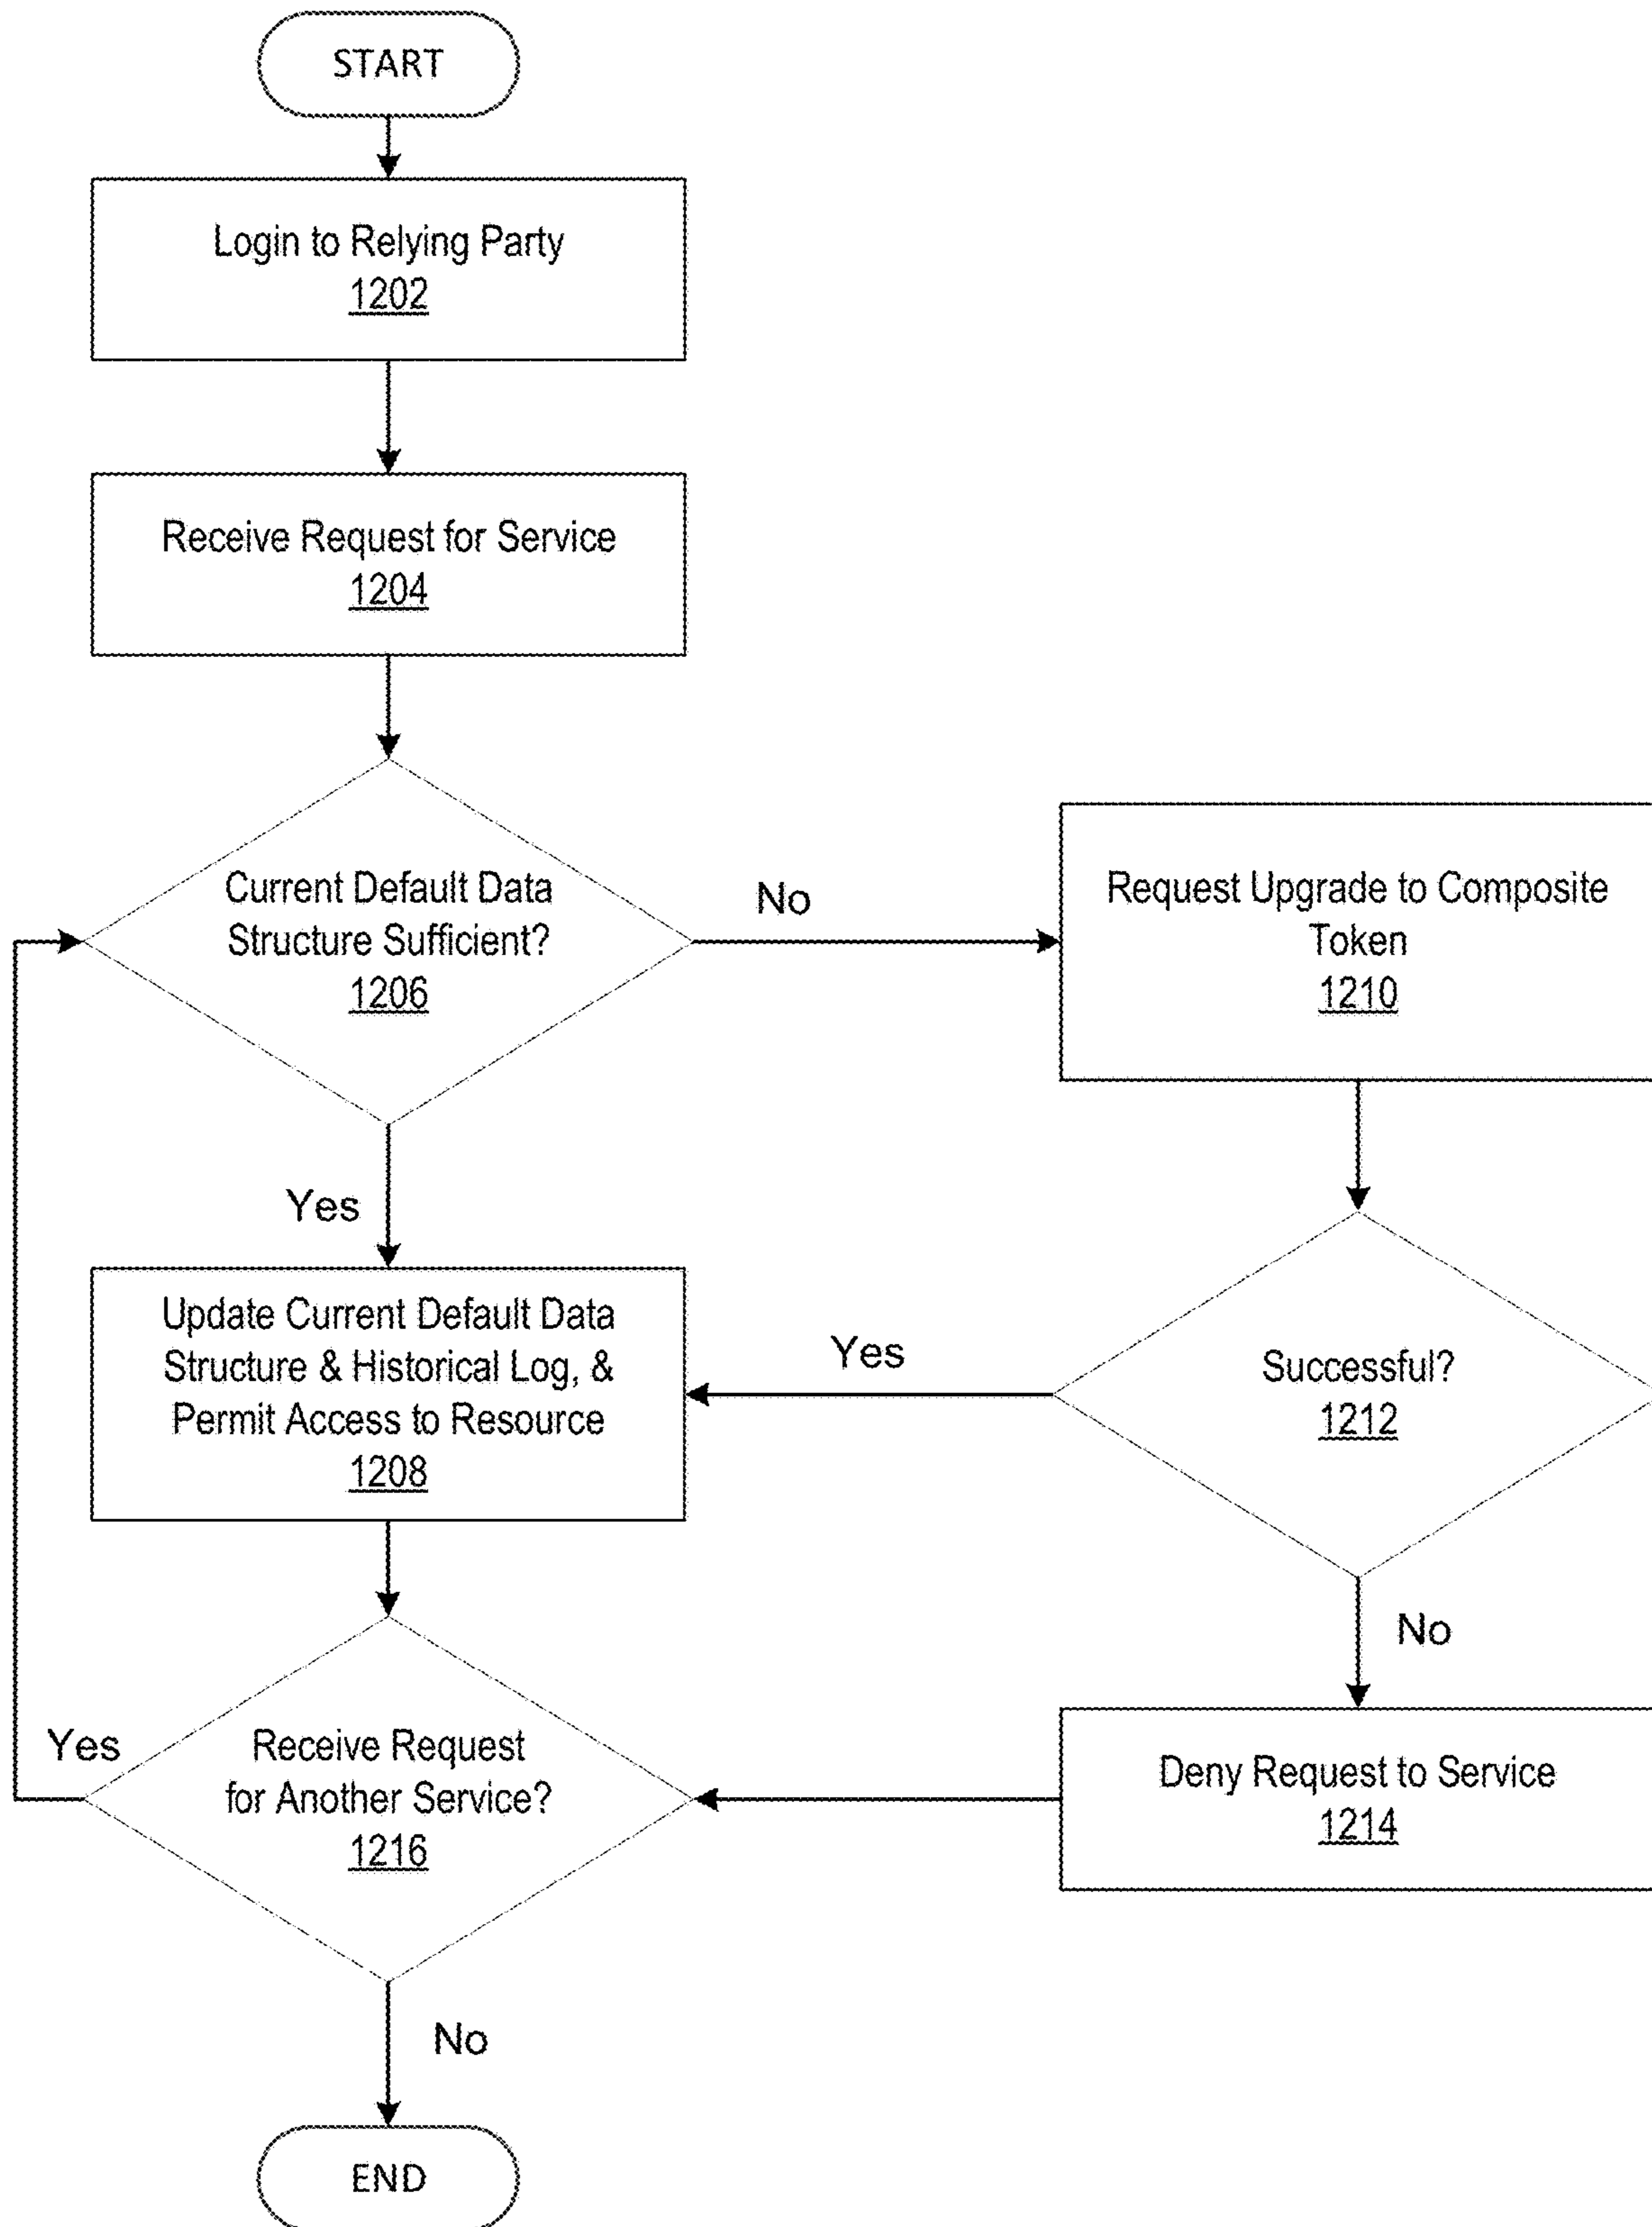 START
Login to Relying Party
1202
Receive Request for Service
1204
Current Default Data
Structure Sufficient?
1206
No
Request Upgrade to Composite
Token
1210
Yes
Update Current Default Data
Structure & Historical Log, &
Permit Access to Resource
1208
Yes
Successful?
1212
No
Yes
Receive Request
for Another Service?
1216
Deny Request to Service
1214
No
END